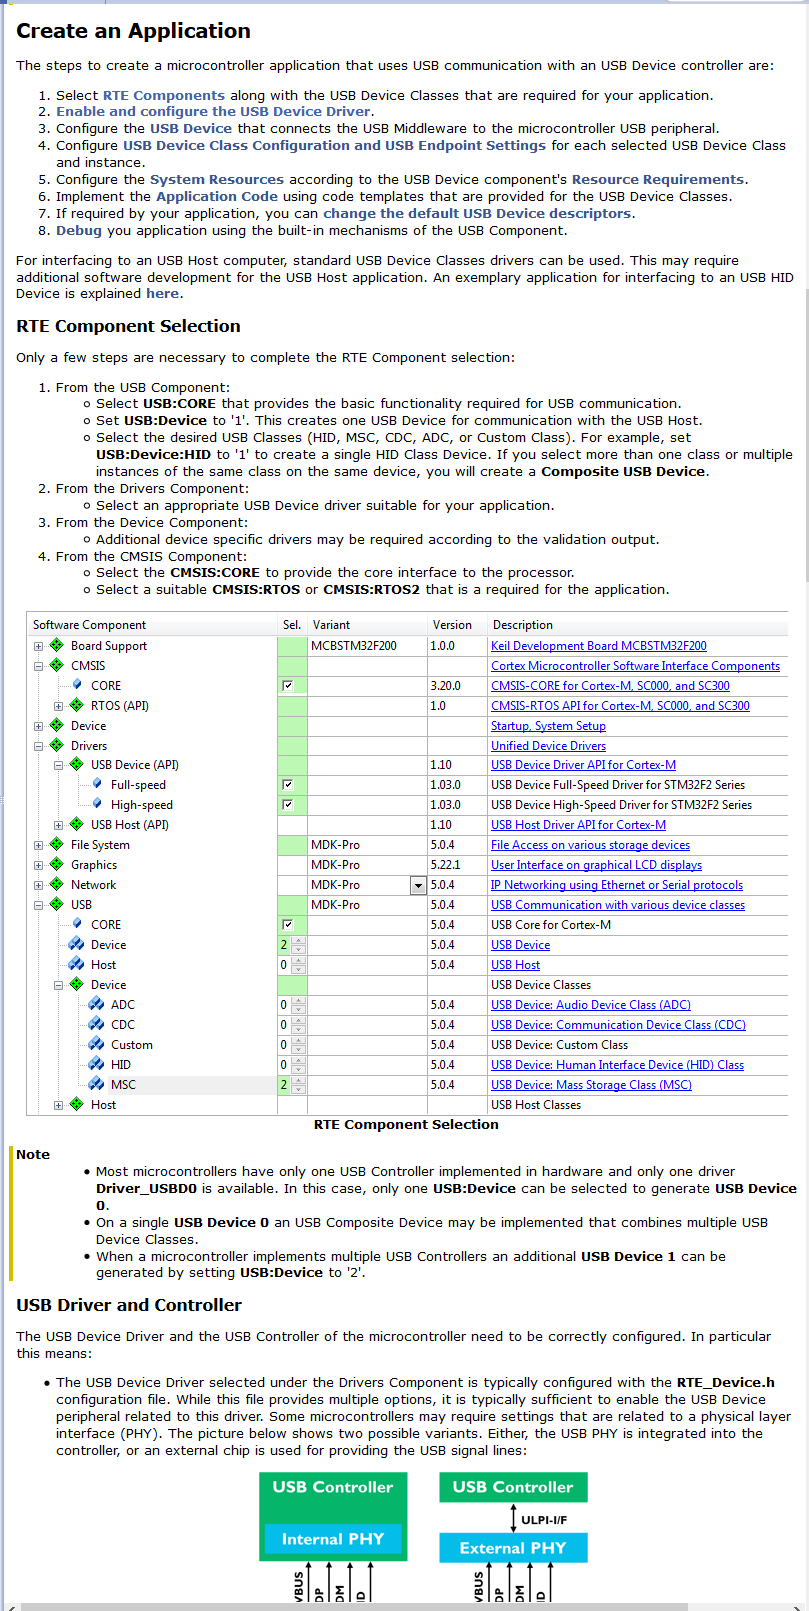 Create an Application
The steps to create a microcontroller application that uses USB communication with an USB Device controller are:
1. Select RTE Components along with the USB Device Classes that are required for your application.
2. Enable and configure the USB Device Driver.
3. Configure the USB Device that connects the USB Middleware to the microcontroller USB peripheral.
4. Configure USB Device Class Configuration and USB Endpoint Settings for each selected USB Device Class
and instance.
5. Configure the System Resources according to the USB Device component's Resource Requirements.
6. Implement the Application Code using code templates that are provided for the USB Device Classes.
7. If required by your application, you can change the default USB Device descriptors.
8. Debug you application using the built-in mechanisms of the USB Component.
For interfacing to an USB Host computer, standard USB Device Classes drivers can be used. This may require
additional software development for the USB Host application. An exemplary application for interfacing to an USB HID
Device is explained here.
RTE Component Selection
Only a few steps are necessary to complete the RTE Component selection:
1. From the USB Component:
Select USB:CORE that provides the basic functionality required for USB communication.
Set USB:Device to '1'. This creates one USB Device for communication with the USB Host.
Select the desired USB Classes (HID, MSC, CDC, ADC, or Custom Class). For example, set
USB:Device:HID to '1' to create a single HID Class Device. If you select more than one class or multiple
instances of the same class on the same device, you will create a Composite USB Device.
2. From the Drivers Component:
Select an appropriate USB Device driver suitable for your application.
3. From the Device Component:
Additional device specific drivers may be required according to the validation output.
4. From the CMSIS Component:
Select the CMSIS:CORE to provide the core interface to the processor.
Select a suitable CMSIS:RTOS or CMSIS:RTOS2 that is a required for the application.
Software Component Sel. Variant Version Description
Board Support MCBSTM32F200 1.0.0 Keil Development Board MCBSTM32F200
CMSIS Cortex Microcontroller Software Interface Components
CORE 3.20.0 CMSIS-CORE for Cortex-M, SC000, and SC300
RTOS (API) 1.0 CMSIS-RTOS API for Cortex-M, SC000, and SC300
Device Startup, System Setup
Drivers Unified Device Drivers
USB Device (API) 1.10 USB Device Driver API for Cortex-M
Full-speed 1.03.0 USB Device Full-Speed Driver for STM32F2 Series
High-speed 1.03.0 USB Device High-Speed Driver for STM32F2 Series
USB Host (API) 1.10 USB Host Driver API for Cortex-M
File System MDK-Pro 5.0.4 File Access on various storage devices
Graphics MDK-Pro 5.22.1 User Interface on graphical LCD displays
Network MDK-Pro 5.0.4 IP Networking using Ethernet or Serial protocols
USB MDK-Pro 5.0.4 USB Communication with various device classes
CORE 5.0.4 USB Core for Cortex-M
Device 2 5.0.4 USB Device
Host 0 5.0.4 USB Host
Device USB Device Classes
ADC 0 5.0.4 USB Device: Audio Device Class (ADC)
CDC 0 5.0.4 USB Device: Communication Device Class (CDC)
Custom 0 5.0.4 USB Device: Custom Class
HID 0 5.0.4 USB Device: Human Interface Device (HID) Class
MSC 2 5.0.4 USB Device: Mass Storage Class (MSC)
Host USB Host Classes
RTE Component Selection
Note
Most microcontrollers have only one USB Controller implemented in hardware and only one driver
Driver_USBD0 is available. In this case, only one USB:Device can be selected to generate USB Device
0.
On a single USB Device 0 an USB Composite Device may be implemented that combines multiple USB
Device Classes.
When a microcontroller implements multiple USB Controllers an additional USB Device 1 can be
generated by setting USB:Device to '2'.
USB Driver and Controller
The USB Device Driver and the USB Controller of the microcontroller need to be correctly configured. In particular
this means:
The USB Device Driver selected under the Drivers Component is typically configured with the RTE_Device.h
configuration file. While this file provides multiple options, it is typically sufficient to enable the USB Device
peripheral related to this driver. Some microcontrollers may require settings that are related to a physical layer
interface (PHY). The picture below shows two possible variants. Either, the USB PHY is integrated into the
controller, or an external chip is used for providing the USB signal lines:
USB Controller USB Controller
ULPI-I/F
Internal PHY External PHY
VBUS DP DM ID VBUS DP DM ID